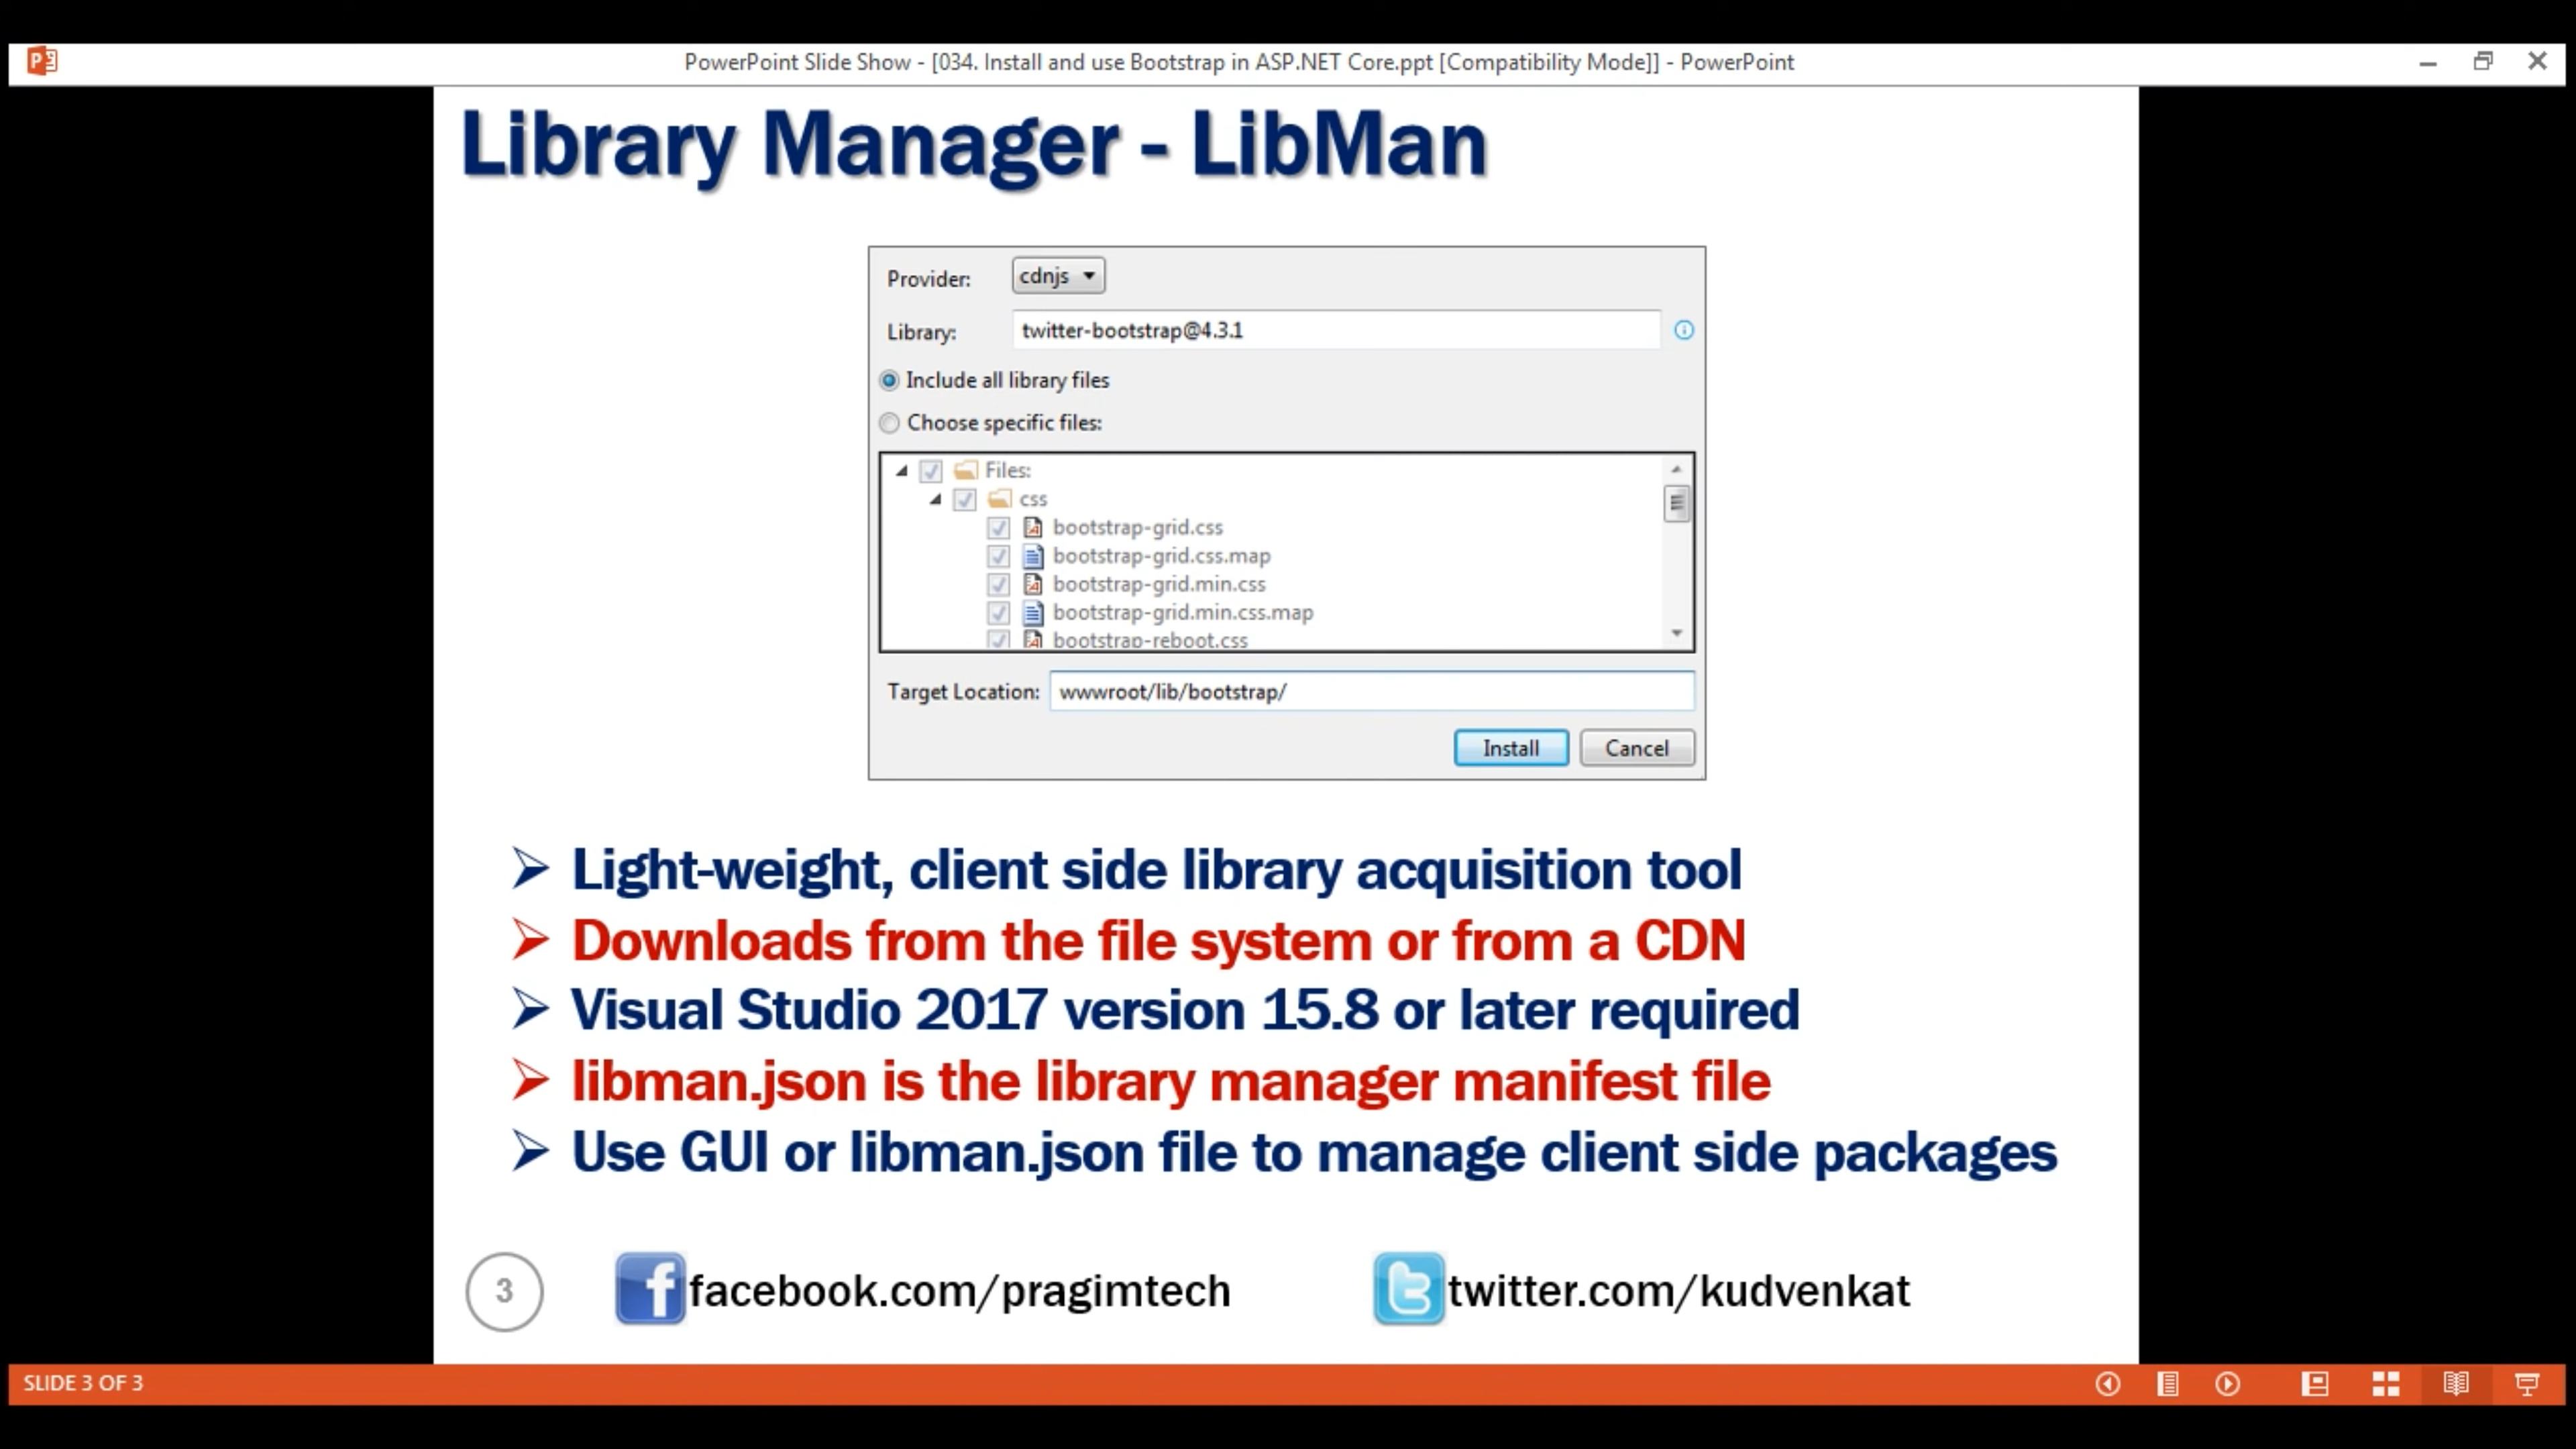 PowerPoint Slide Show - [034. Install and use Bootstrap in ASP.NET Core.ppt [Compatibility Mode]] - PowerPoint
Library Manager - LibMan
Provider: cdnjs
Library: twitter-bootstrap@4.3.1
Include all library files
Choose specific files:
Files:
css
bootstrap-grid.css
bootstrap-grid.css.map
bootstrap-grid.min.css
bootstrap-grid.min.css.map
bootstrap-reboot.css
Target Location: wwwroot/lib/bootstrap/
Install Cancel
Light-weight, client side library acquisition tool
Downloads from the file system or from a CDN
Visual Studio 2017 version 15.8 or later required
libman.json is the library manager manifest file
Use GUI or libman.json file to manage client side packages
3 facebook.com/pragimtech twitter.com/kudvenkat
SLIDE 3 OF 3